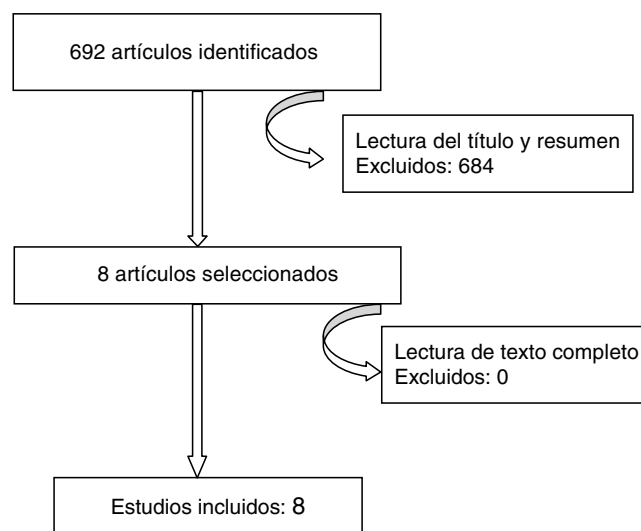 692 artículos identificados
Lectura del título y resumen
Excluidos: 684
8 artículos seleccionados
Lectura de texto completo
Excluidos: 0
Estudios incluidos: 8